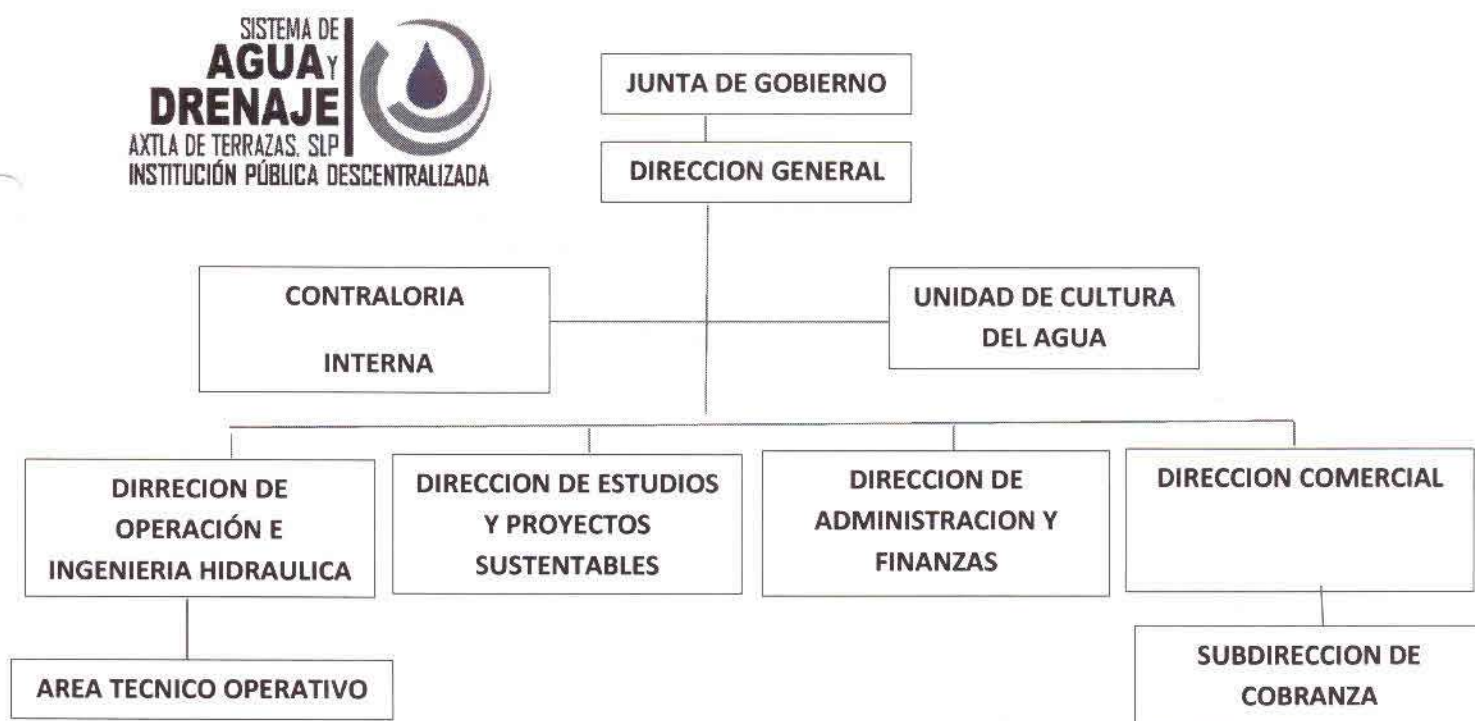 SISTEMA DE
AGUA Y
DRENAJE
AXTLA DE TERRAZAS, SLP
INSTITUCIÓN PÚBLICA DESCENTRALIZADA
JUNTA DE GOBIERNO
DIRECCION GENERAL
CONTRALORIA
INTERNA
UNIDAD DE CULTURA
DEL AGUA
DIRRECION DE
OPERACIÓN E
INGENIERIA HIDRAULICA
DIRECCION DE ESTUDIOS
Y PROYECTOS
SUSTENTABLES
DIRECCION DE
ADMINISTRACION Y
FINANZAS
DIRECCION COMERCIAL
AREA TECNICO OPERATIVO
SUBDIRECCION DE
COBRANZA